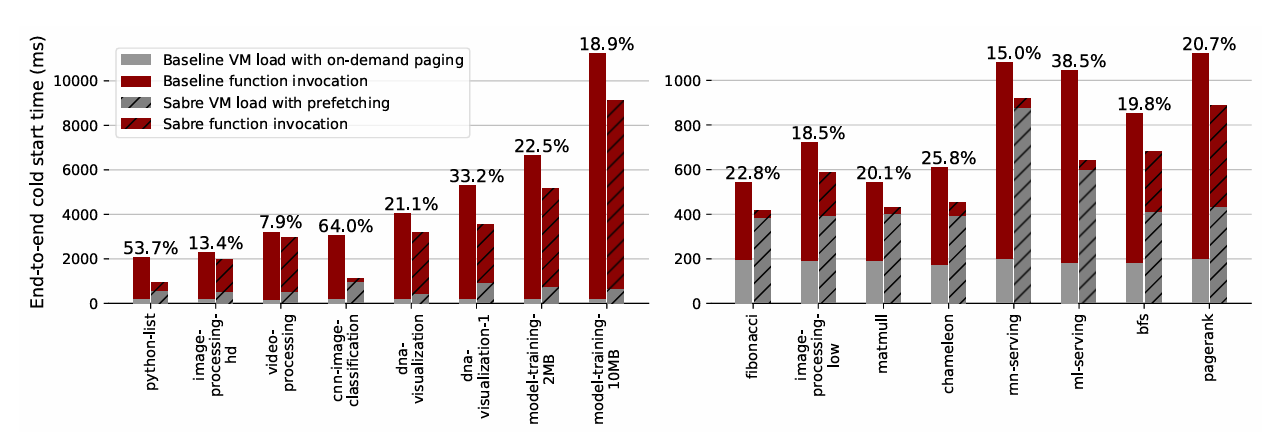 End-to-end cold start time (ms)
10000
8000
6000
4000
2000
0
Baseline VM load with on-demand paging
Baseline function invocation
Sabre VM load with prefetching
Sabre function invocation
53.7%
13.4%
7.9%
64.0%
21.1%
33.2%
22.5%
18.9%
python-list
image-
processing-
hd
video-
processing
cnn-image-
classification
dna-
visualization
dna-
visualization-1
model-training-
2MB
model-training-
10MB
1000
800
600
400
200
0
22.8%
18.5%
20.1%
25.8%
15.0%
38.5%
19.8%
20.7%
fibonacci
image-
processing-
low
matmull
chameleon
rnn-serving
ml-serving
bfs
pagerank